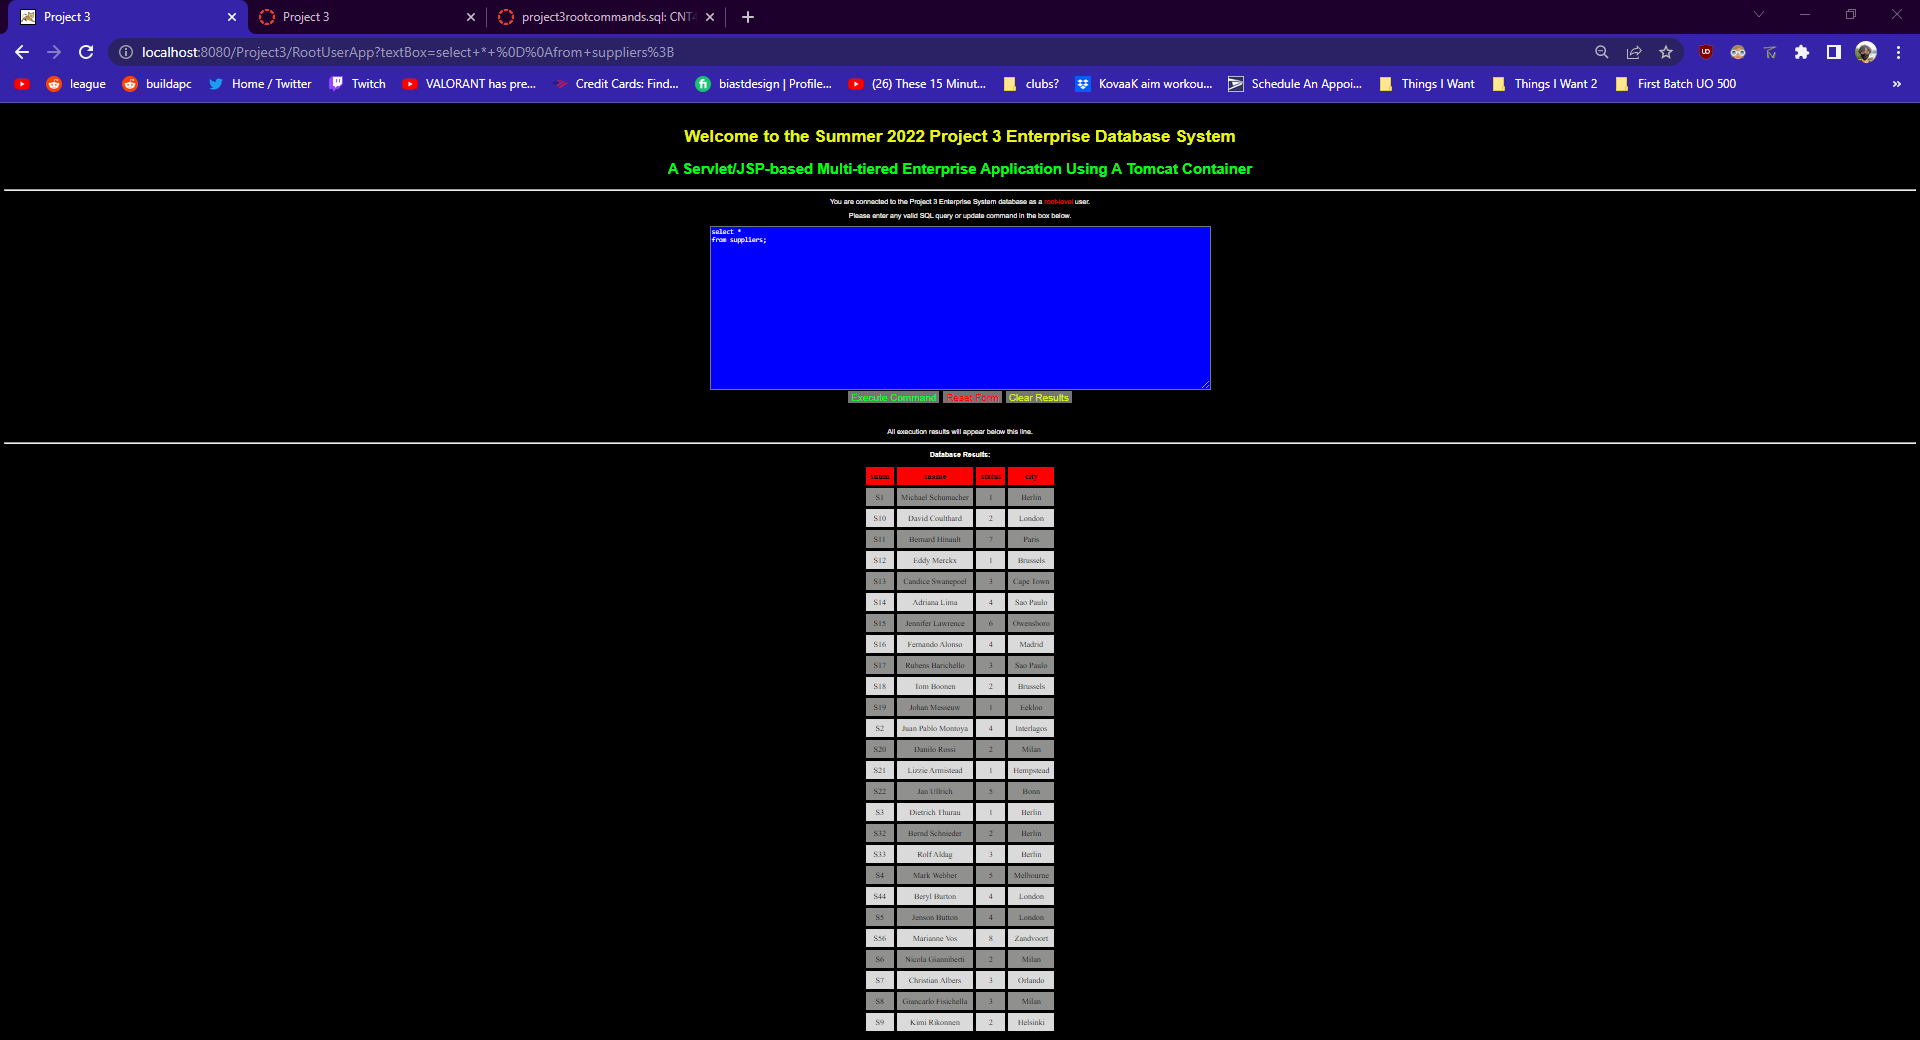 Project 3
Project 3
project3rootcommands.sql: CNT4
localhost:8080/Project3/RootUserApp?textBox=select+*+%0D%0Afrom+suppliers%3B
league
buildapc
Home / Twitter
Twitch
VALORANT has pre...
Credit Cards: Find...
biastdesign | Profile...
(26) These 15 Minut...
clubs?
KovaaK aim workou...
Schedule An Appoi...
Things I Want
Things I Want 2
First Batch UO 500
»
Welcome to the Summer 2022 Project 3 Enterprise Database System
A Servlet/JSP-based Multi-tiered Enterprise Application Using A Tomcat Container
You are connected to the Project 3 Enterprise System database as a root-level user.
Please enter any valid SQL query or update command in the box below.
select *
from suppliers;
Execute Command Reset Form Clear Results
All execution results will appear below this line.
Database Results:
snum sname status city
S1 Michael Schumacher 1 Berlin
S10 David Coulthard 2 London
S11 Bernard Hinault 7 Paris
S12 Eddy Merckx 1 Brussels
S13 Candice Swanepoel 3 Cape Town
S14 Adriana Lima 4 Sao Paulo
S15 Jennifer Lawrence 6 Owensboro
S16 Fernando Alonso 4 Madrid
S17 Rubens Barichello 3 Sao Paulo
S18 Tom Boonen 2 Brussels
S19 Johan Messeuw 1 Eekloo
S2 Juan Pablo Montoya 4 Interlagos
S20 Danilo Rossi 2 Milan
S21 Lizzie Armistead 1 Hempstead
S22 Jan Ullrich 5 Bonn
S3 Dietrich Thurau 1 Berlin
S32 Bernd Schnieder 2 Berlin
S33 Rolf Aldag 3 Berlin
S4 Mark Webber 5 Melbourne
S44 Beryl Burton 4 London
S5 Jenson Button 4 London
S56 Marianne Vos 8 Zandvoort
S6 Nicola Gianniberti 2 Milan
S7 Christian Albers 3 Orlando
S8 Giancarlo Fisichella 3 Milan
S9 Kimi Rikonnen 2 Helsinki